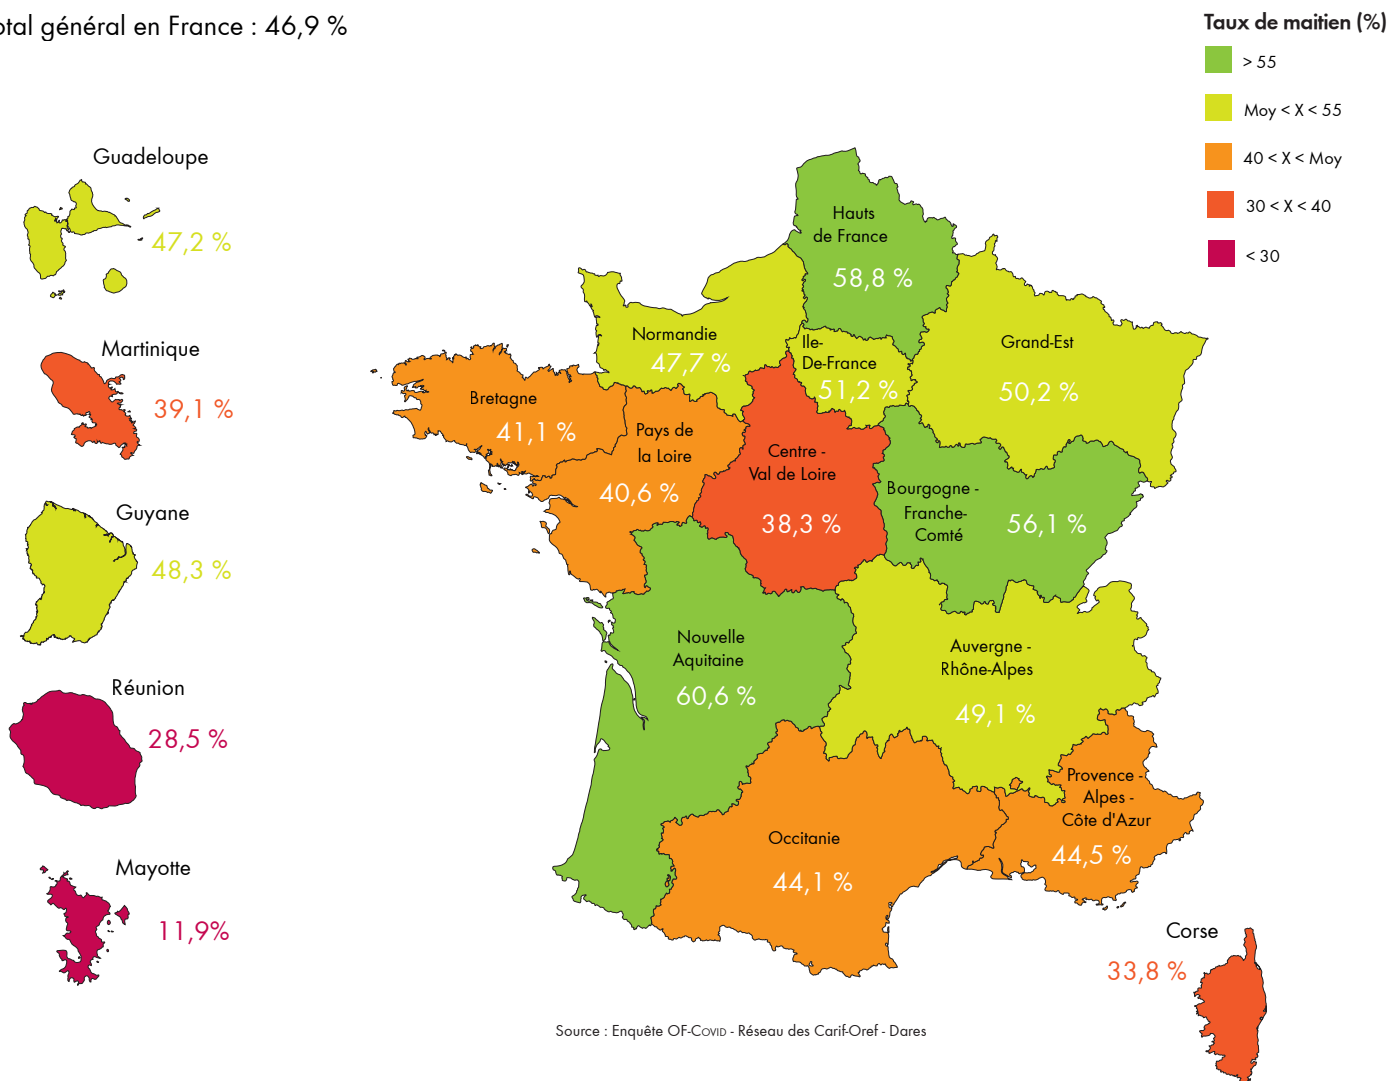 otal général en France : 46,9 %
Taux de maitien (%)
> 55
Moy < X < 55
40 < X < Moy
30 < X < 40
< 30
Guadeloupe
47,2 %
Martinique
39,1 %
Guyane
48,3 %
Réunion
28,5 %
Mayotte
11,9%
Hauts
de France
58,8 %
Normandie
47,7 %
Ile-
De-France
51,2 %
Grand-Est
50,2 %
Bretagne
41,1 %
Pays de
la Loire
40,6 %
Centre -
Val de Loire
38,3 %
Bourgogne -
Franche-
Comté
56,1 %
Nouvelle
Aquitaine
60,6 %
Auvergne -
Rhône-Alpes
49,1 %
Occitanie
44,1 %
Provence -
Alpes -
Côte d'Azur
44,5 %
Corse
33,8 %
Source : Enquête OF-COVID - Réseau des Carif-Oref - Dares